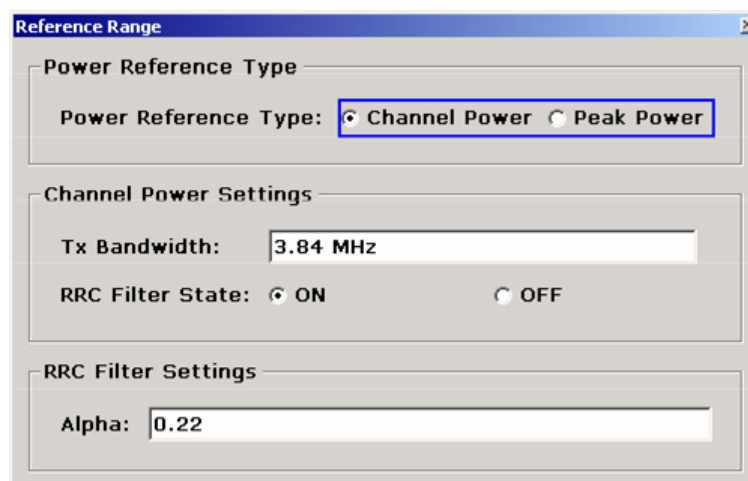 Reference Range
Power Reference Type
Power Reference Type: Channel Power Peak Power
Channel Power Settings
Tx Bandwidth: 3.84 MHz
RRC Filter State: ON OFF
RRC Filter Settings
Alpha: 0.22